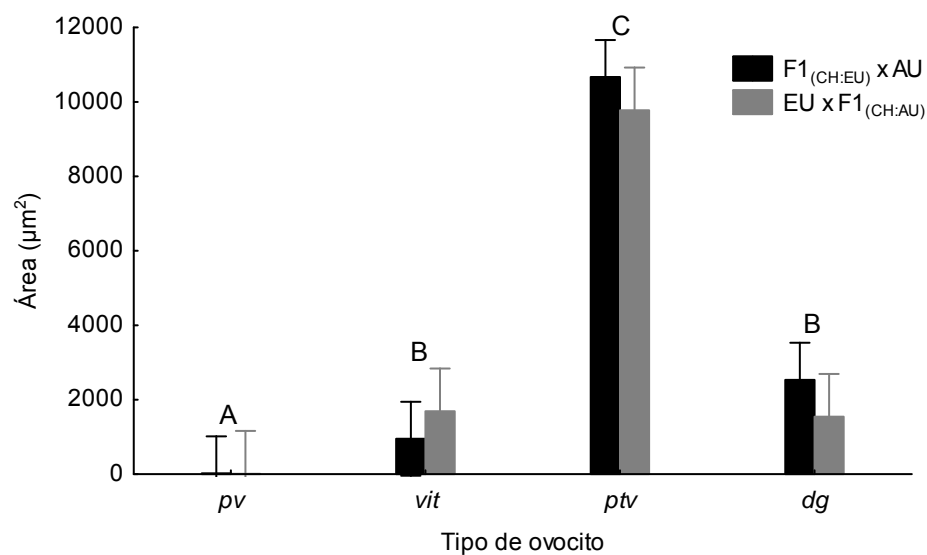 12000
10000
8000
6000
4000
2000
0
Área (µm²)
A
B
C
B
F1(CH:EU) x AU
EU x F1(CH:AU)
pv vit ptv dg
Tipo de ovocito